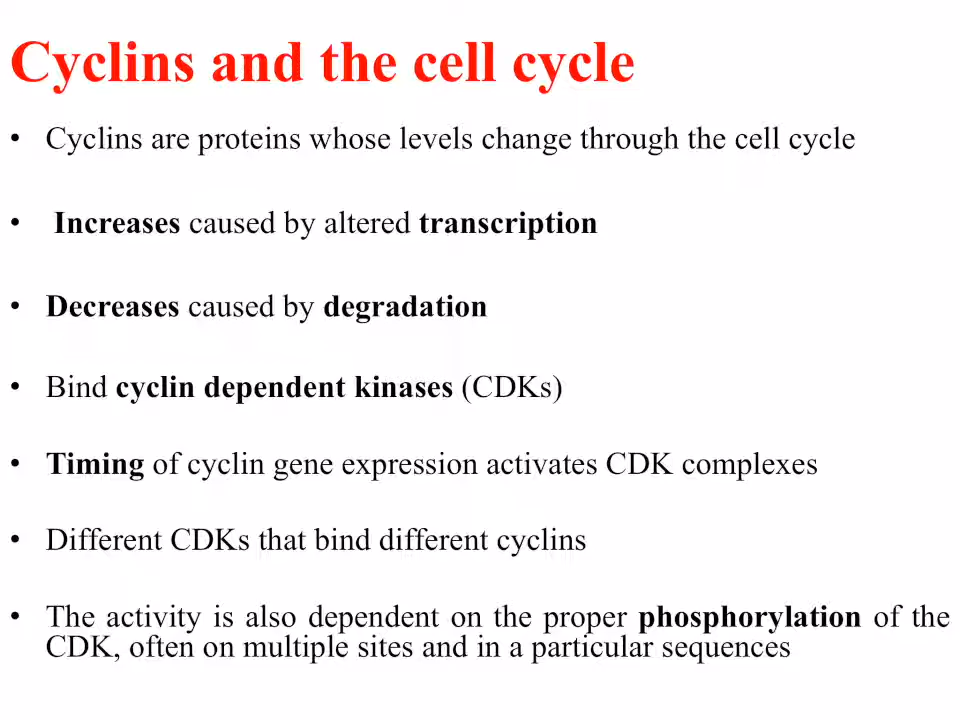 Cyclins and the cell cycle
• Cyclins are proteins whose levels change through the cell cycle
• Increases caused by altered transcription
• Decreases caused by degradation
• Bind cyclin dependent kinases (CDKs)
• Timing of cyclin gene expression activates CDK complexes
• Different CDKs that bind different cyclins
• The activity is also dependent on the proper phosphorylation of the
CDK, often on multiple sites and in a particular sequences